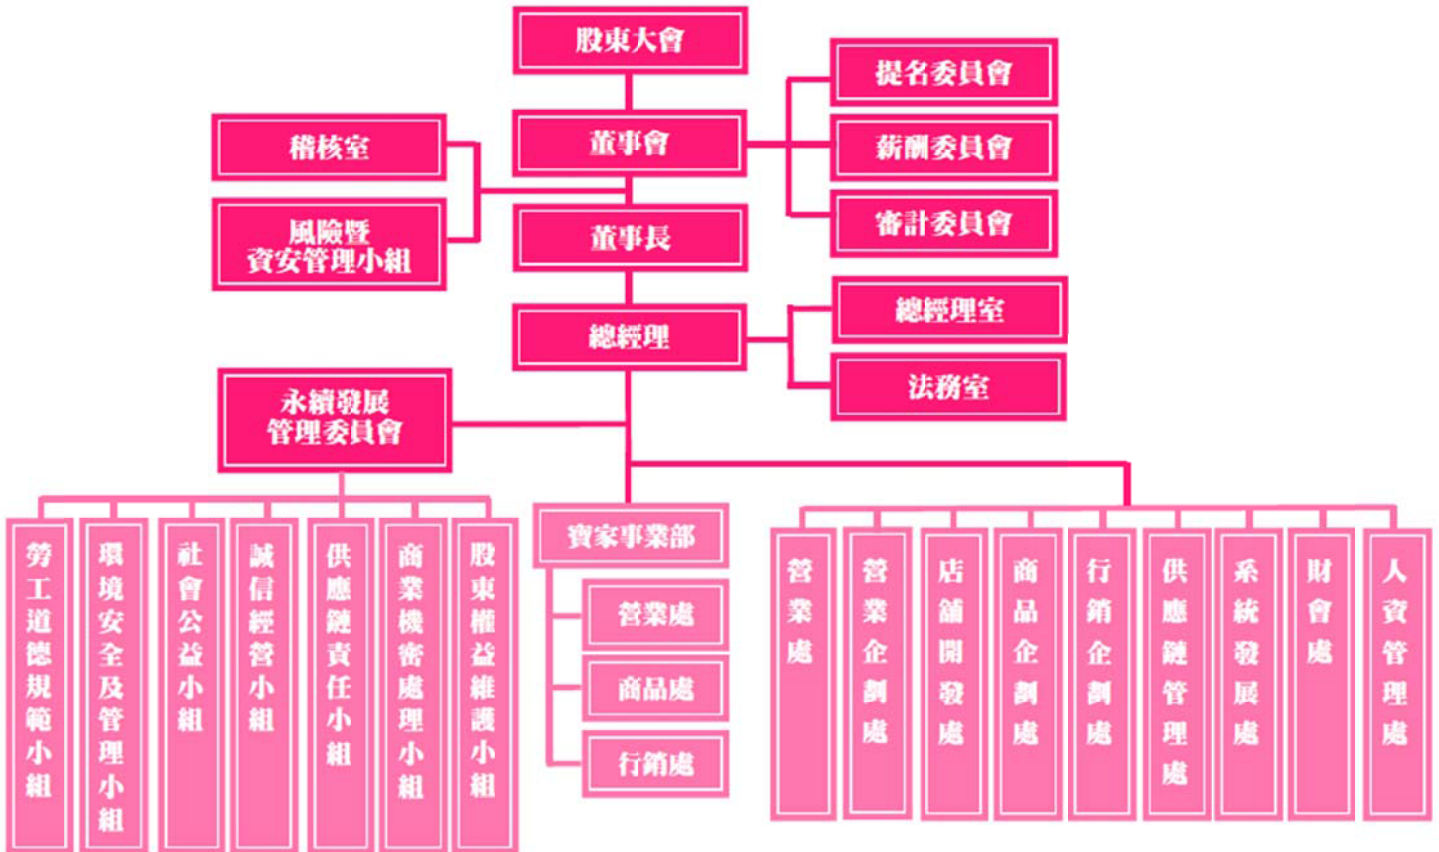 股東大會
提名委員會
稽核室
董事會
薪酬委員會
風險暨
資安管理小組
董事長
審計委員會
總經理
總經理室
法務室
永續發展
管理委員會
勞工道德規範小組
環境安全及管理小組
社會公益小組
誠信經營小組
供應鏈責任小組
商業機密處理小組
股東權益維護小組
寶家事業部
營業處
商品處
行銷處
營業處
營業企劃處
店舖開發處
商品企劃處
行銷企劃處
供應鏈管理處
系統發展處
財會處
人資管理處